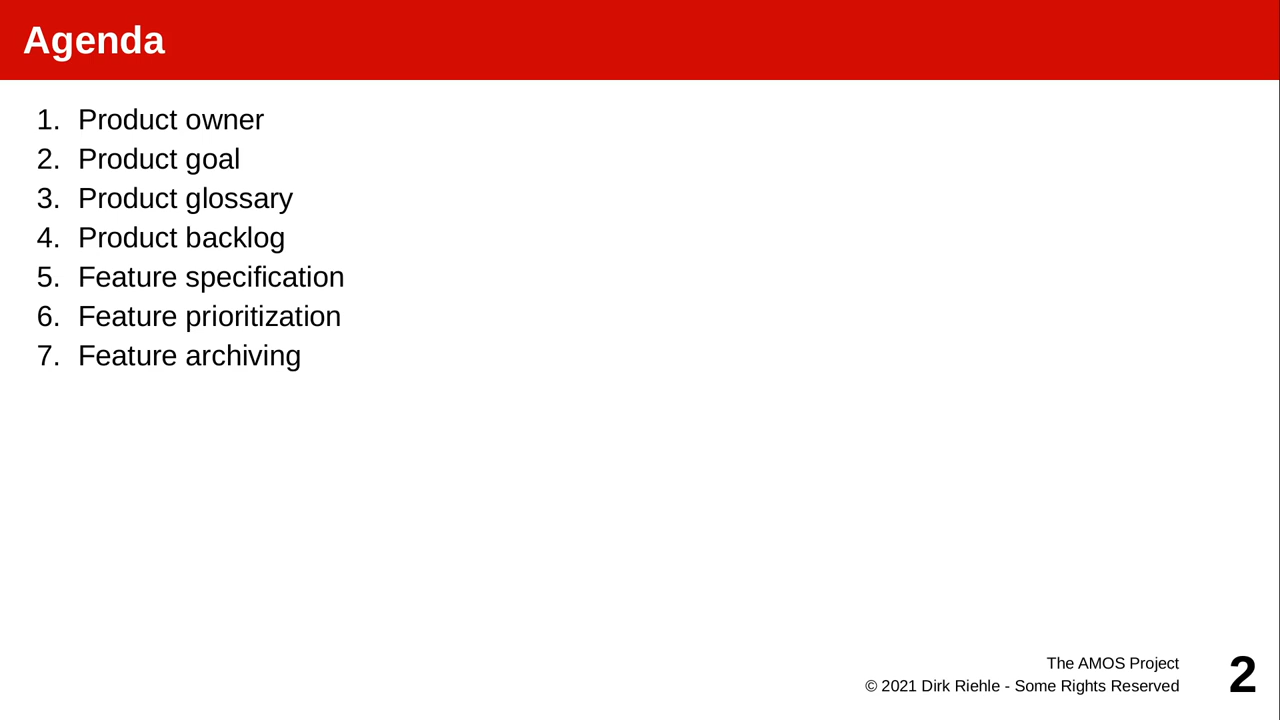 Agenda
1. Product owner
2. Product goal
3. Product glossary
4. Product backlog
5. Feature specification
6. Feature prioritization
7. Feature archiving
The AMOS Project
© 2021 Dirk Riehle - Some Rights Reserved
2